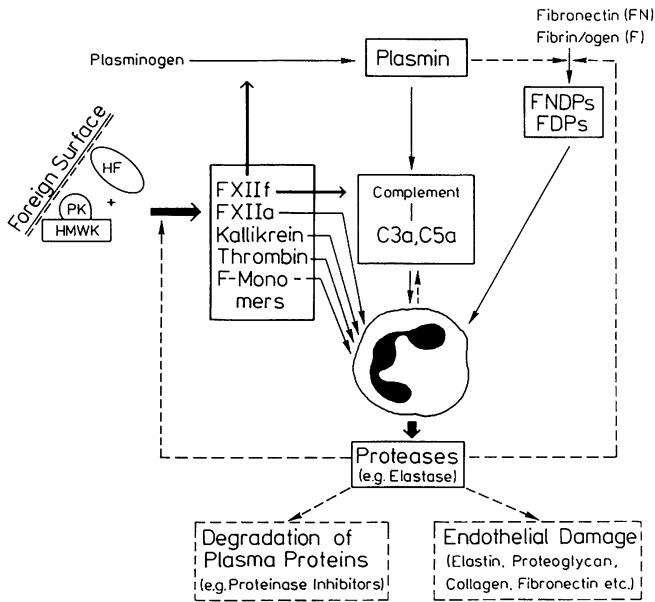 Fibronectin (FN)
Fibrin/ogen (F)
Plasminogen
Plasmin
FNDPs
FDPs
Foreign Surface
HF
+
PK
HMWK
FXIIf
FXIIa
Kallikrein
Thrombin
F-Mono-
mers
Complement
C3a,C5a
Proteases
(e.g. Elastase)
Degradation of
Plasma Proteins
(e.g. Proteinase Inhibitors)
Endothelial Damage
(Elastin, Proteoglycan,
Collagen, Fibronectin etc.)